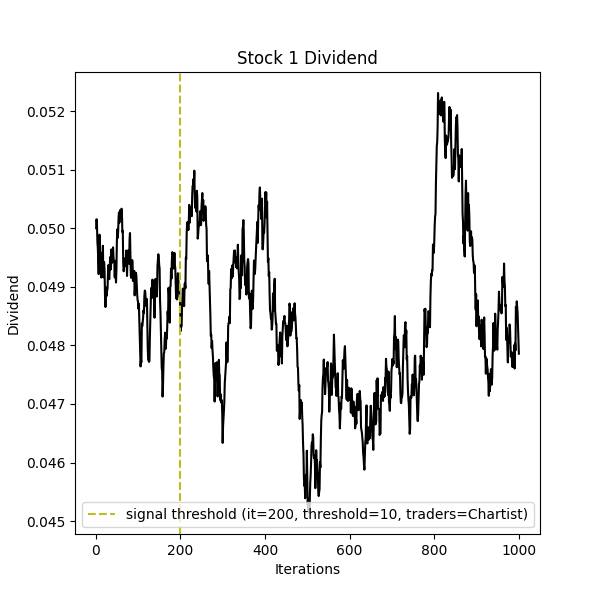 Stock 1 Dividend
Dividend
0.052
0.051
0.050
0.049
0.048
0.047
0.046
0.045
signal threshold (it=200, threshold=10, traders=Chartist)
0 200 400 600 800 1000
Iterations